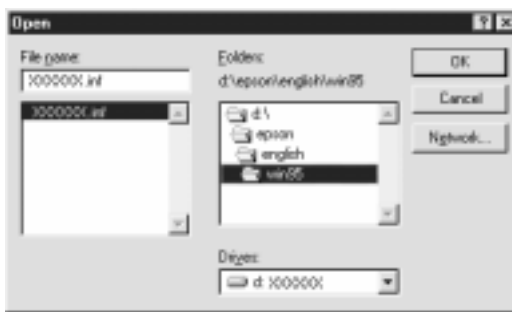 Open
File name:
XXXXXX.inf
XXXXXX.inf
Folders:
d:\epson\english\win95
d:\
epson
english
win95
Drives:
d: XXXXXX
OK
Cancel
Network...